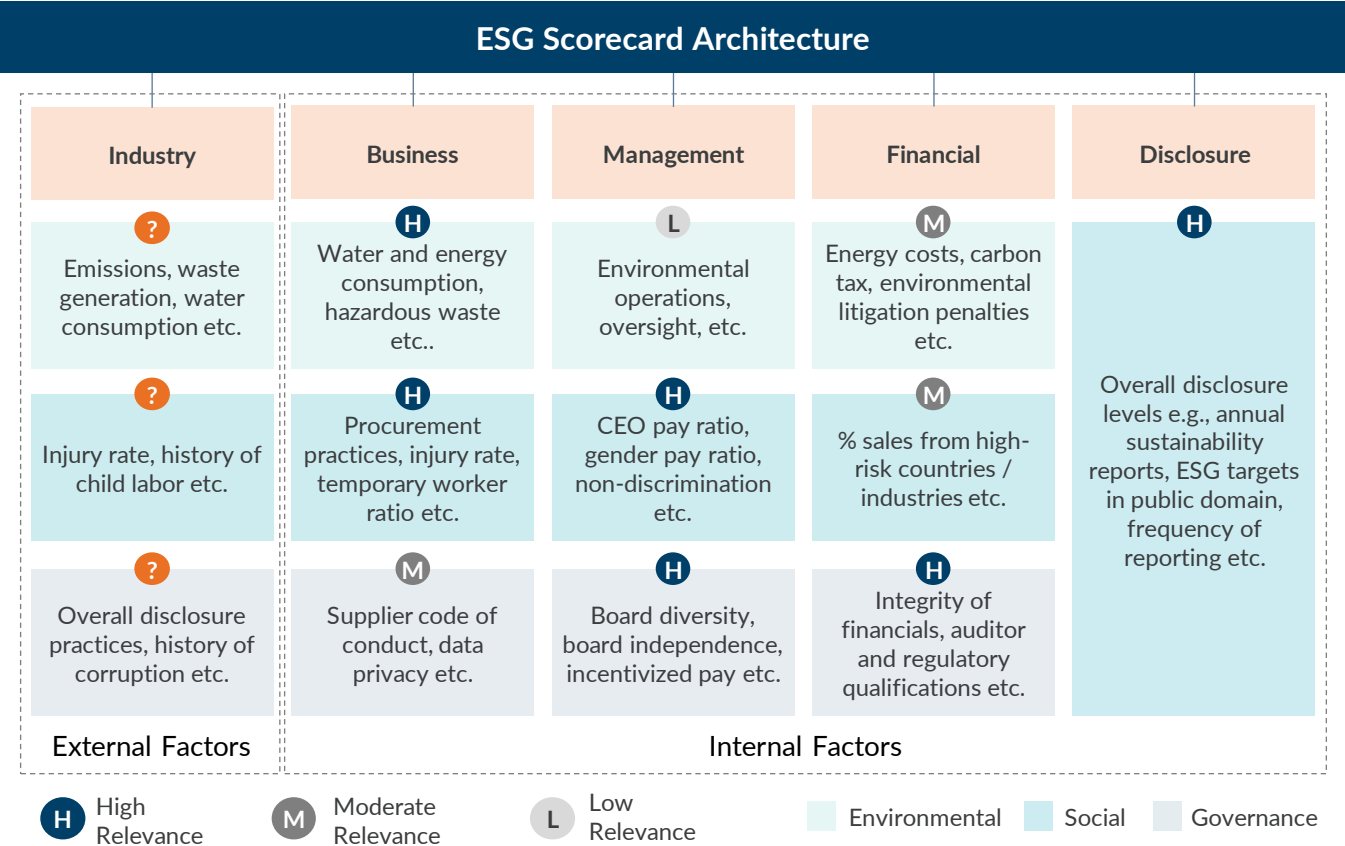 ESG Scorecard Architecture
Industry
Business
Management
Financial
Disclosure
?
Emissions, waste
generation, water
consumption etc.
H
Water and energy
consumption,
hazardous waste
etc..
L
Environmental
operations,
oversight, etc.
M
Energy costs, carbon
tax, environmental
litigation penalties
etc.
H
Overall disclosure
levels e.g., annual
sustainability
reports, ESG targets
in public domain,
frequency of
reporting etc.
?
Injury rate, history of
child labor etc.
H
Procurement
practices, injury rate,
temporary worker
ratio etc.
H
CEO pay ratio,
gender pay ratio,
non-discrimination
etc.
M
% sales from high-
risk countries /
industries etc.
?
Overall disclosure
practices, history of
corruption etc.
M
Supplier code of
conduct, data
privacy etc.
H
Board diversity,
board independence,
incentivized pay etc.
H
Integrity of
financials, auditor
and regulatory
qualifications etc.
External Factors
Internal Factors
H
High
Relevance
M
Moderate
Relevance
L
Low
Relevance
Environmental
Social
Governance